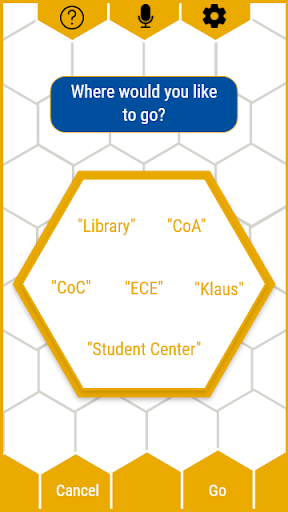 ?
Where would you like
to go?
"Library" "CoA"
"CoC" "ECE" "Klaus"
"Student Center"
Cancel Go